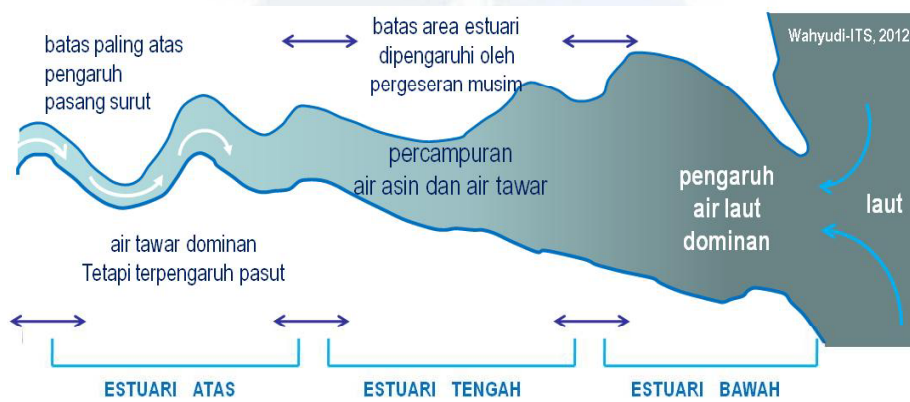 batas paling atas
pengaruh
pasang surut
batas area estuari
dipengaruhi oleh
pergeseran musim
Wahyudi-ITS, 2012
percampuran
air asin dan air tawar
pengaruh
air laut
dominan
laut
air tawar dominan
Tetapi terpengaruh pasut
ESTUARI ATAS
ESTUARI TENGAH
ESTUARI BAWAH